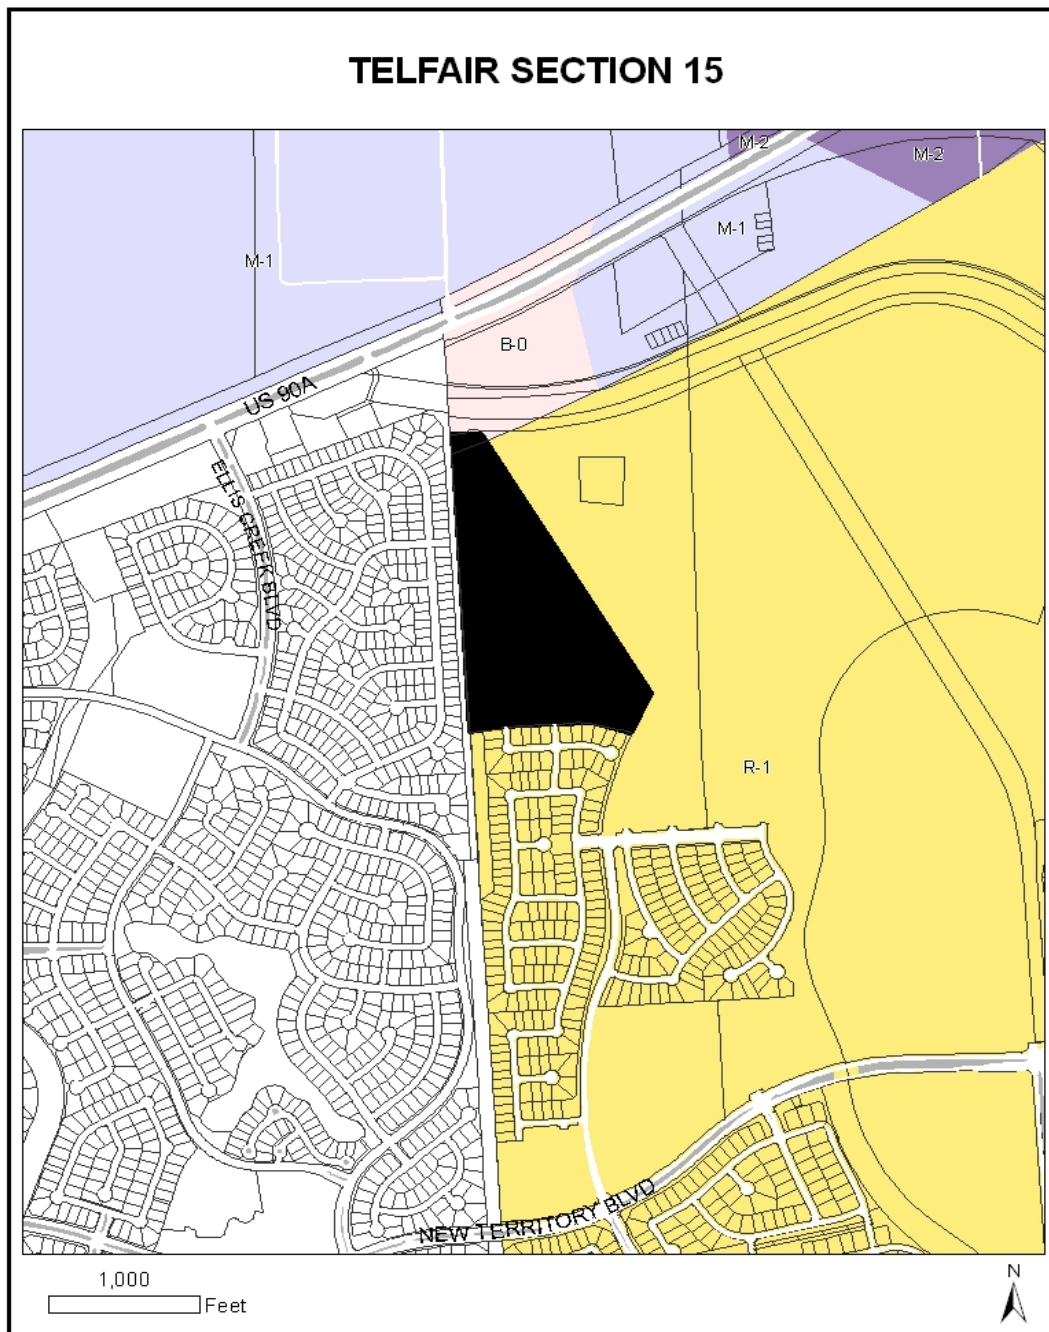 TELFAIR SECTION 15
M-2
M-2
M-1
M-1
B-0
US 90A
ELLIS CREEK BLVD
R-1
NEW TERRITORY BLVD
1,000
Feet
N